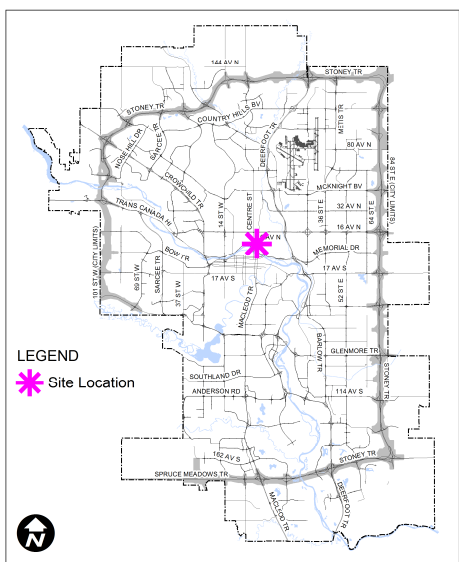 144 AV N
STONEY TR
STONEY TR
COUNTRY HILLS BV
METIS TR
NOSE HILL DR
SARCEE TR
DEERFOOT TR
80 AV N
CROWCHILD TR
MCKNIGHT BV
84 ST E (CITY LIMITS)
TRANS CANADA HI
14 ST W
CENTRE ST
36 ST E
32 AV N
64 ST E
16 AV N
AV N
101 ST W (CITY LIMITS)
BOW TR
MEMORIAL DR
69 ST W
SARCEE TR
37 ST W
17 AV S
17 AV S
52 ST E
MACLEOD TR
BARLOW TR
GLENMORE TR
LEGEND
Site Location
SOUTHLAND DR
ANDERSON RD
114 AV S
STONEY TR
162 AV S
STONEY TR
SPRUCE MEADOWS TR
MACLEOD TR
DEERFOOT TR
N